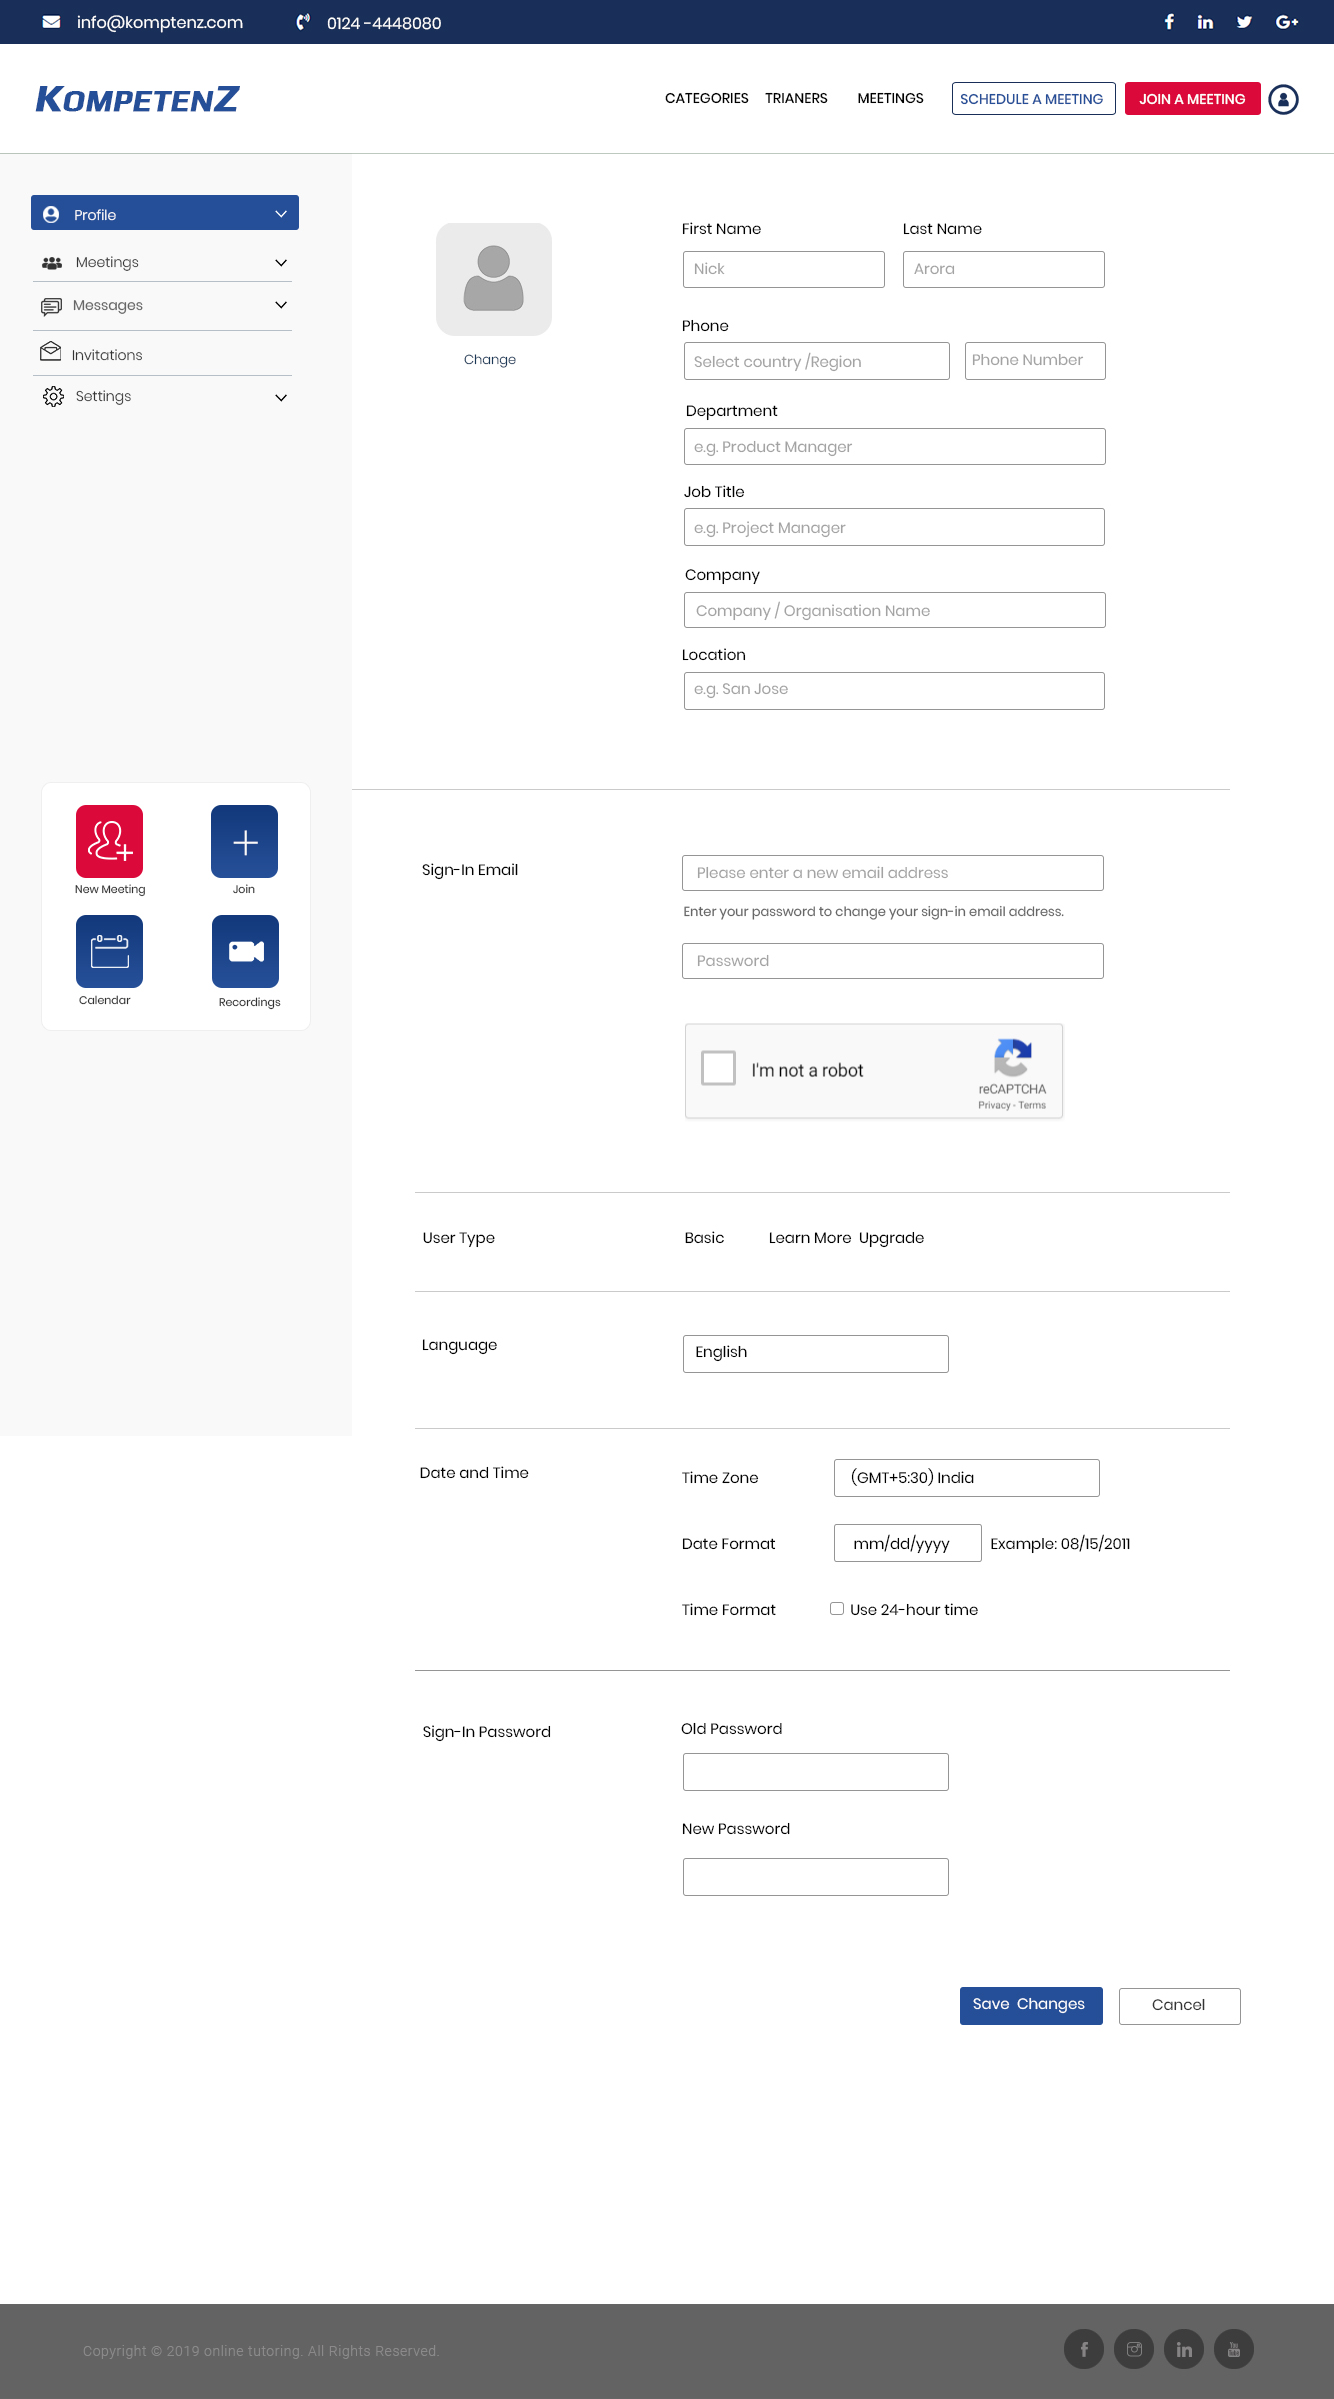 info@komptenz.com 0124 -4448080
KOMPETENZ
CATEGORIES TRIANERS MEETINGS SCHEDULE A MEETING JOIN A MEETING
Profile
Meetings
Messages
Invitations
Settings
Change
First Name Last Name
Nick Arora
Phone
Select country /Region Phone Number
Department
e.g. Product Manager
Job Title
e.g. Project Manager
Company
Company / Organisation Name
Location
e.g. San Jose
New Meeting Join
Calendar Recordings
Sign-In Email
Please enter a new email address
Enter your password to change your sign-in email address.
Password
I'm not a robot
reCAPTCHA
Privacy - Terms
User Type Basic Learn More Upgrade
Language English
Date and Time
Time Zone (GMT+5:30) India
Date Format mm/dd/yyyy Example: 08/15/2011
Time Format Use 24-hour time
Sign-In Password
Old Password
New Password
Save Changes Cancel
Copyright © 2019 online tutoring. All Rights Reserved.